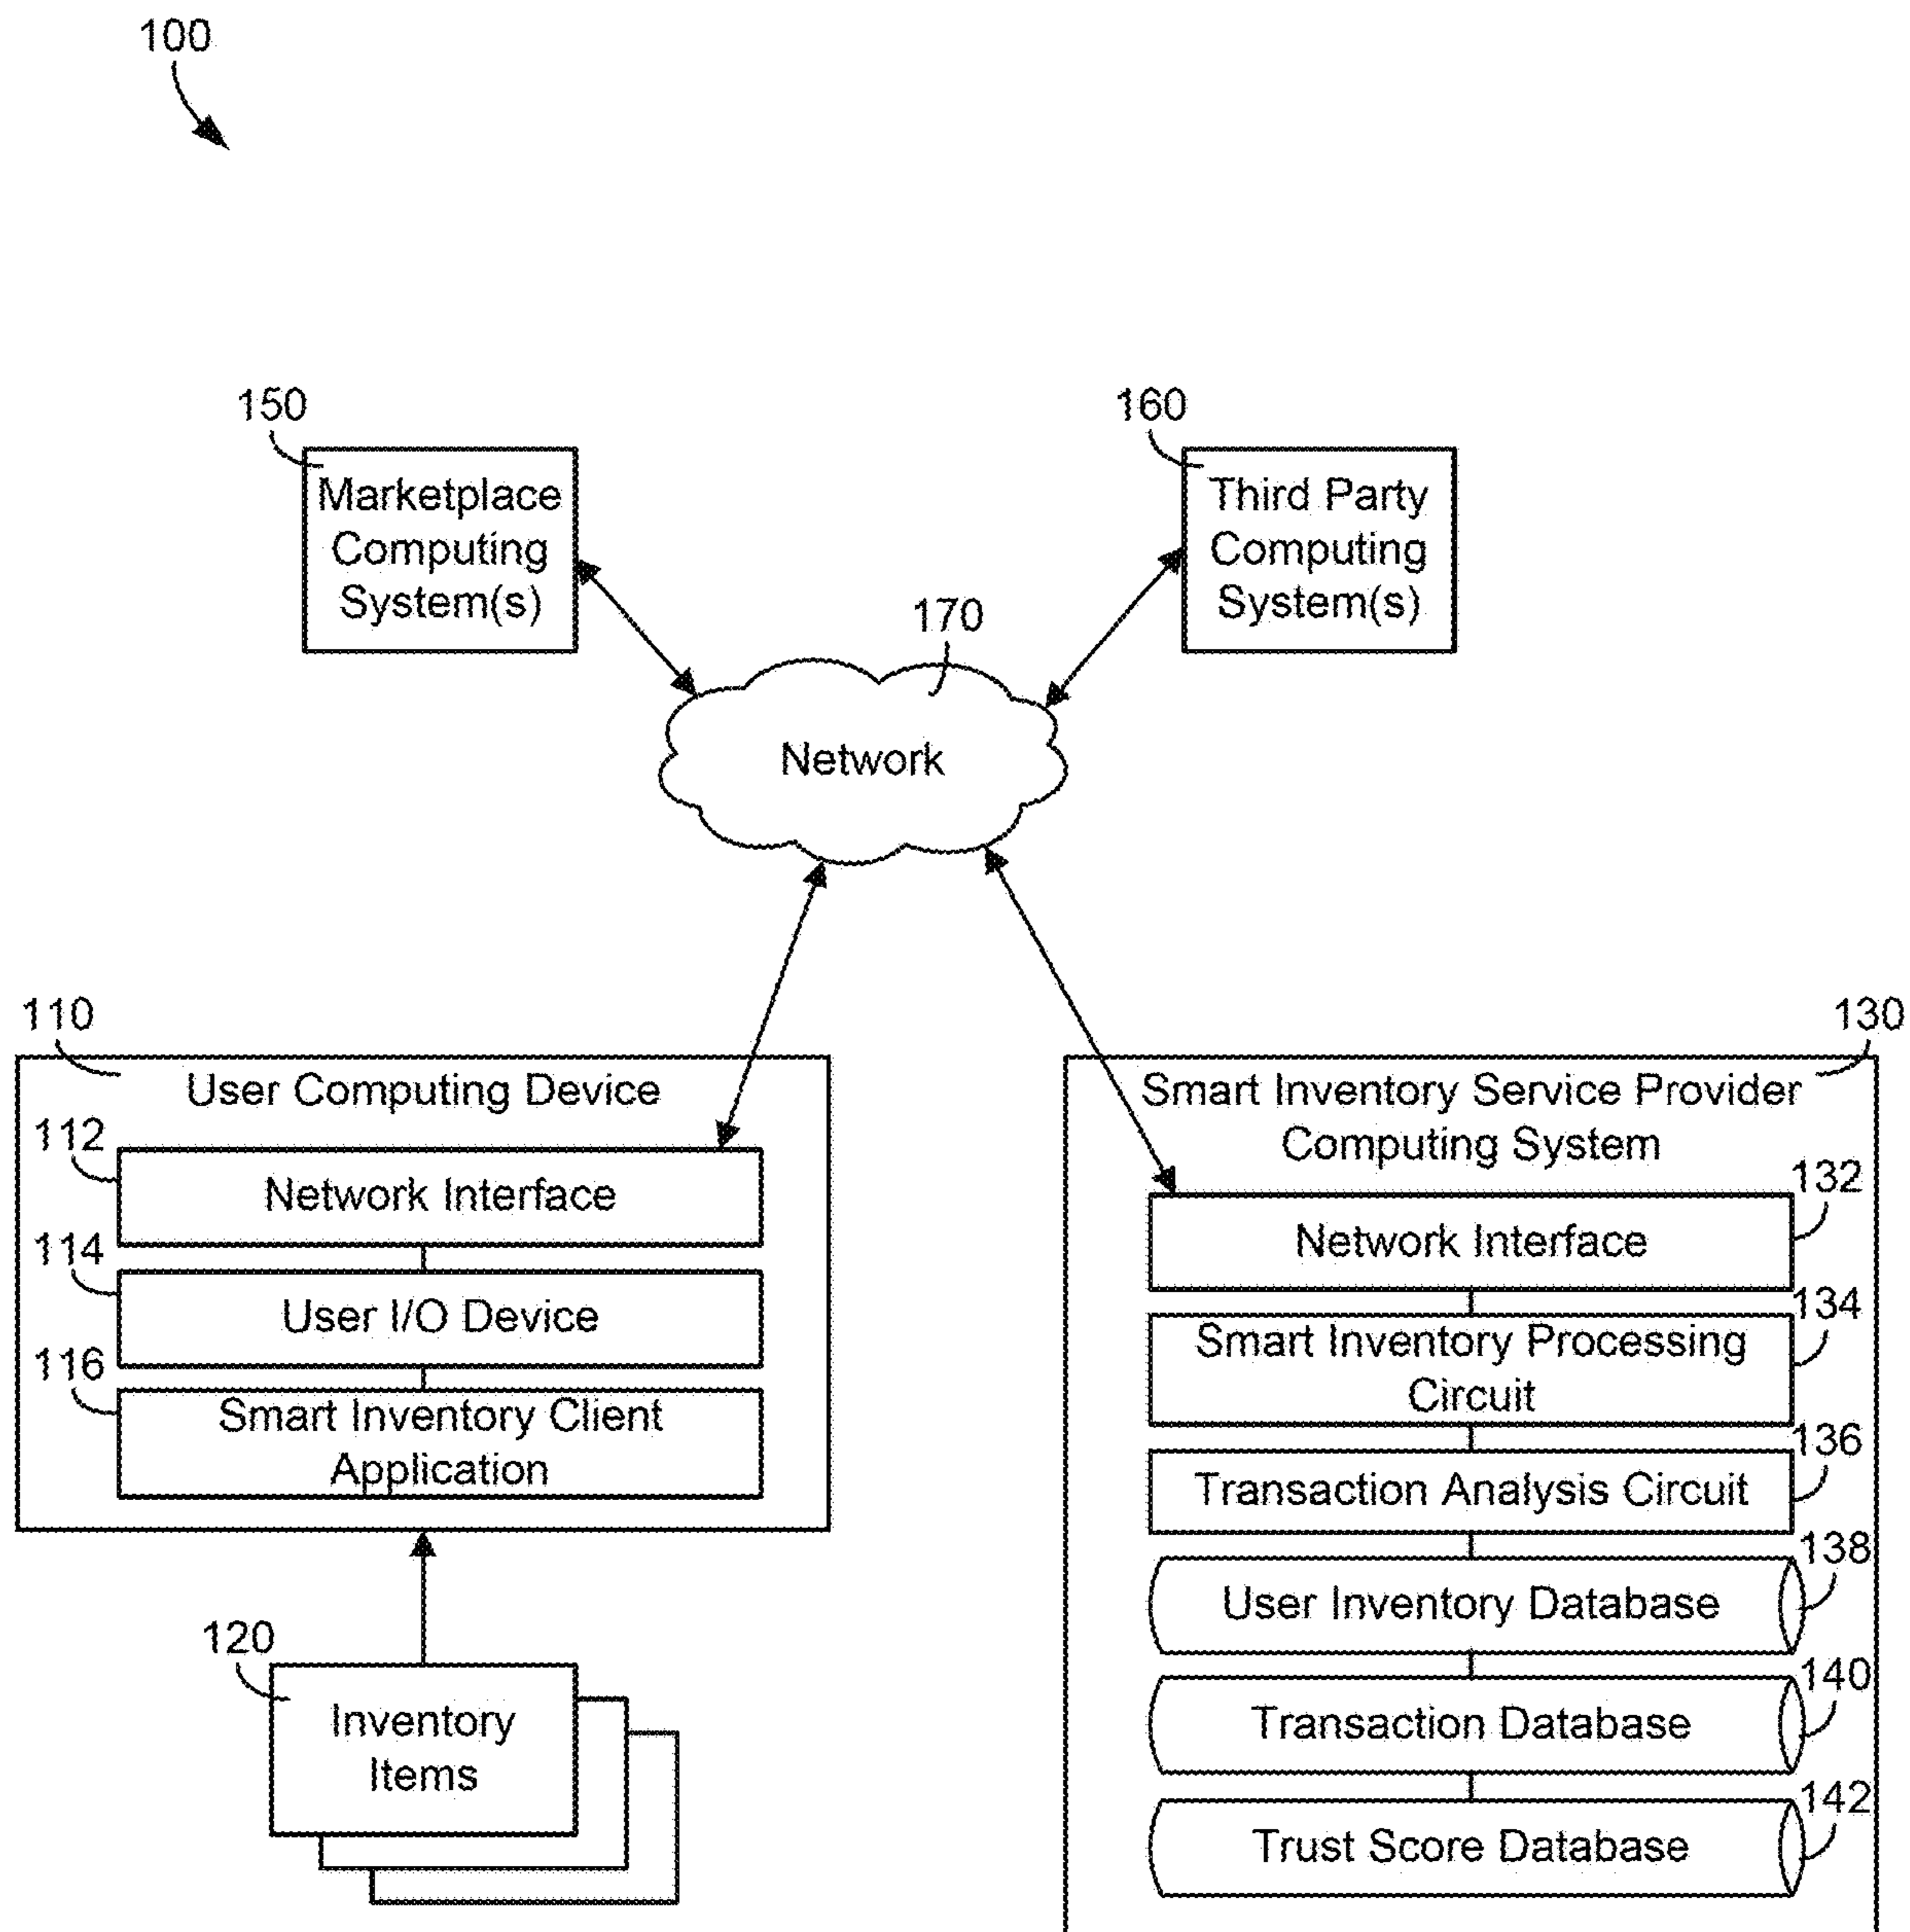 100
150
Marketplace
Computing
System(s)
160
Third Party
Computing
System(s)
170
Network
110
User Computing Device
112
Network Interface
114
User I/O Device
116
Smart Inventory Client
Application
120
Inventory
Items
130
Smart Inventory Service Provider
Computing System
132
Network Interface
134
Smart Inventory Processing
Circuit
136
Transaction Analysis Circuit
138
User Inventory Database
140
Transaction Database
142
Trust Score Database